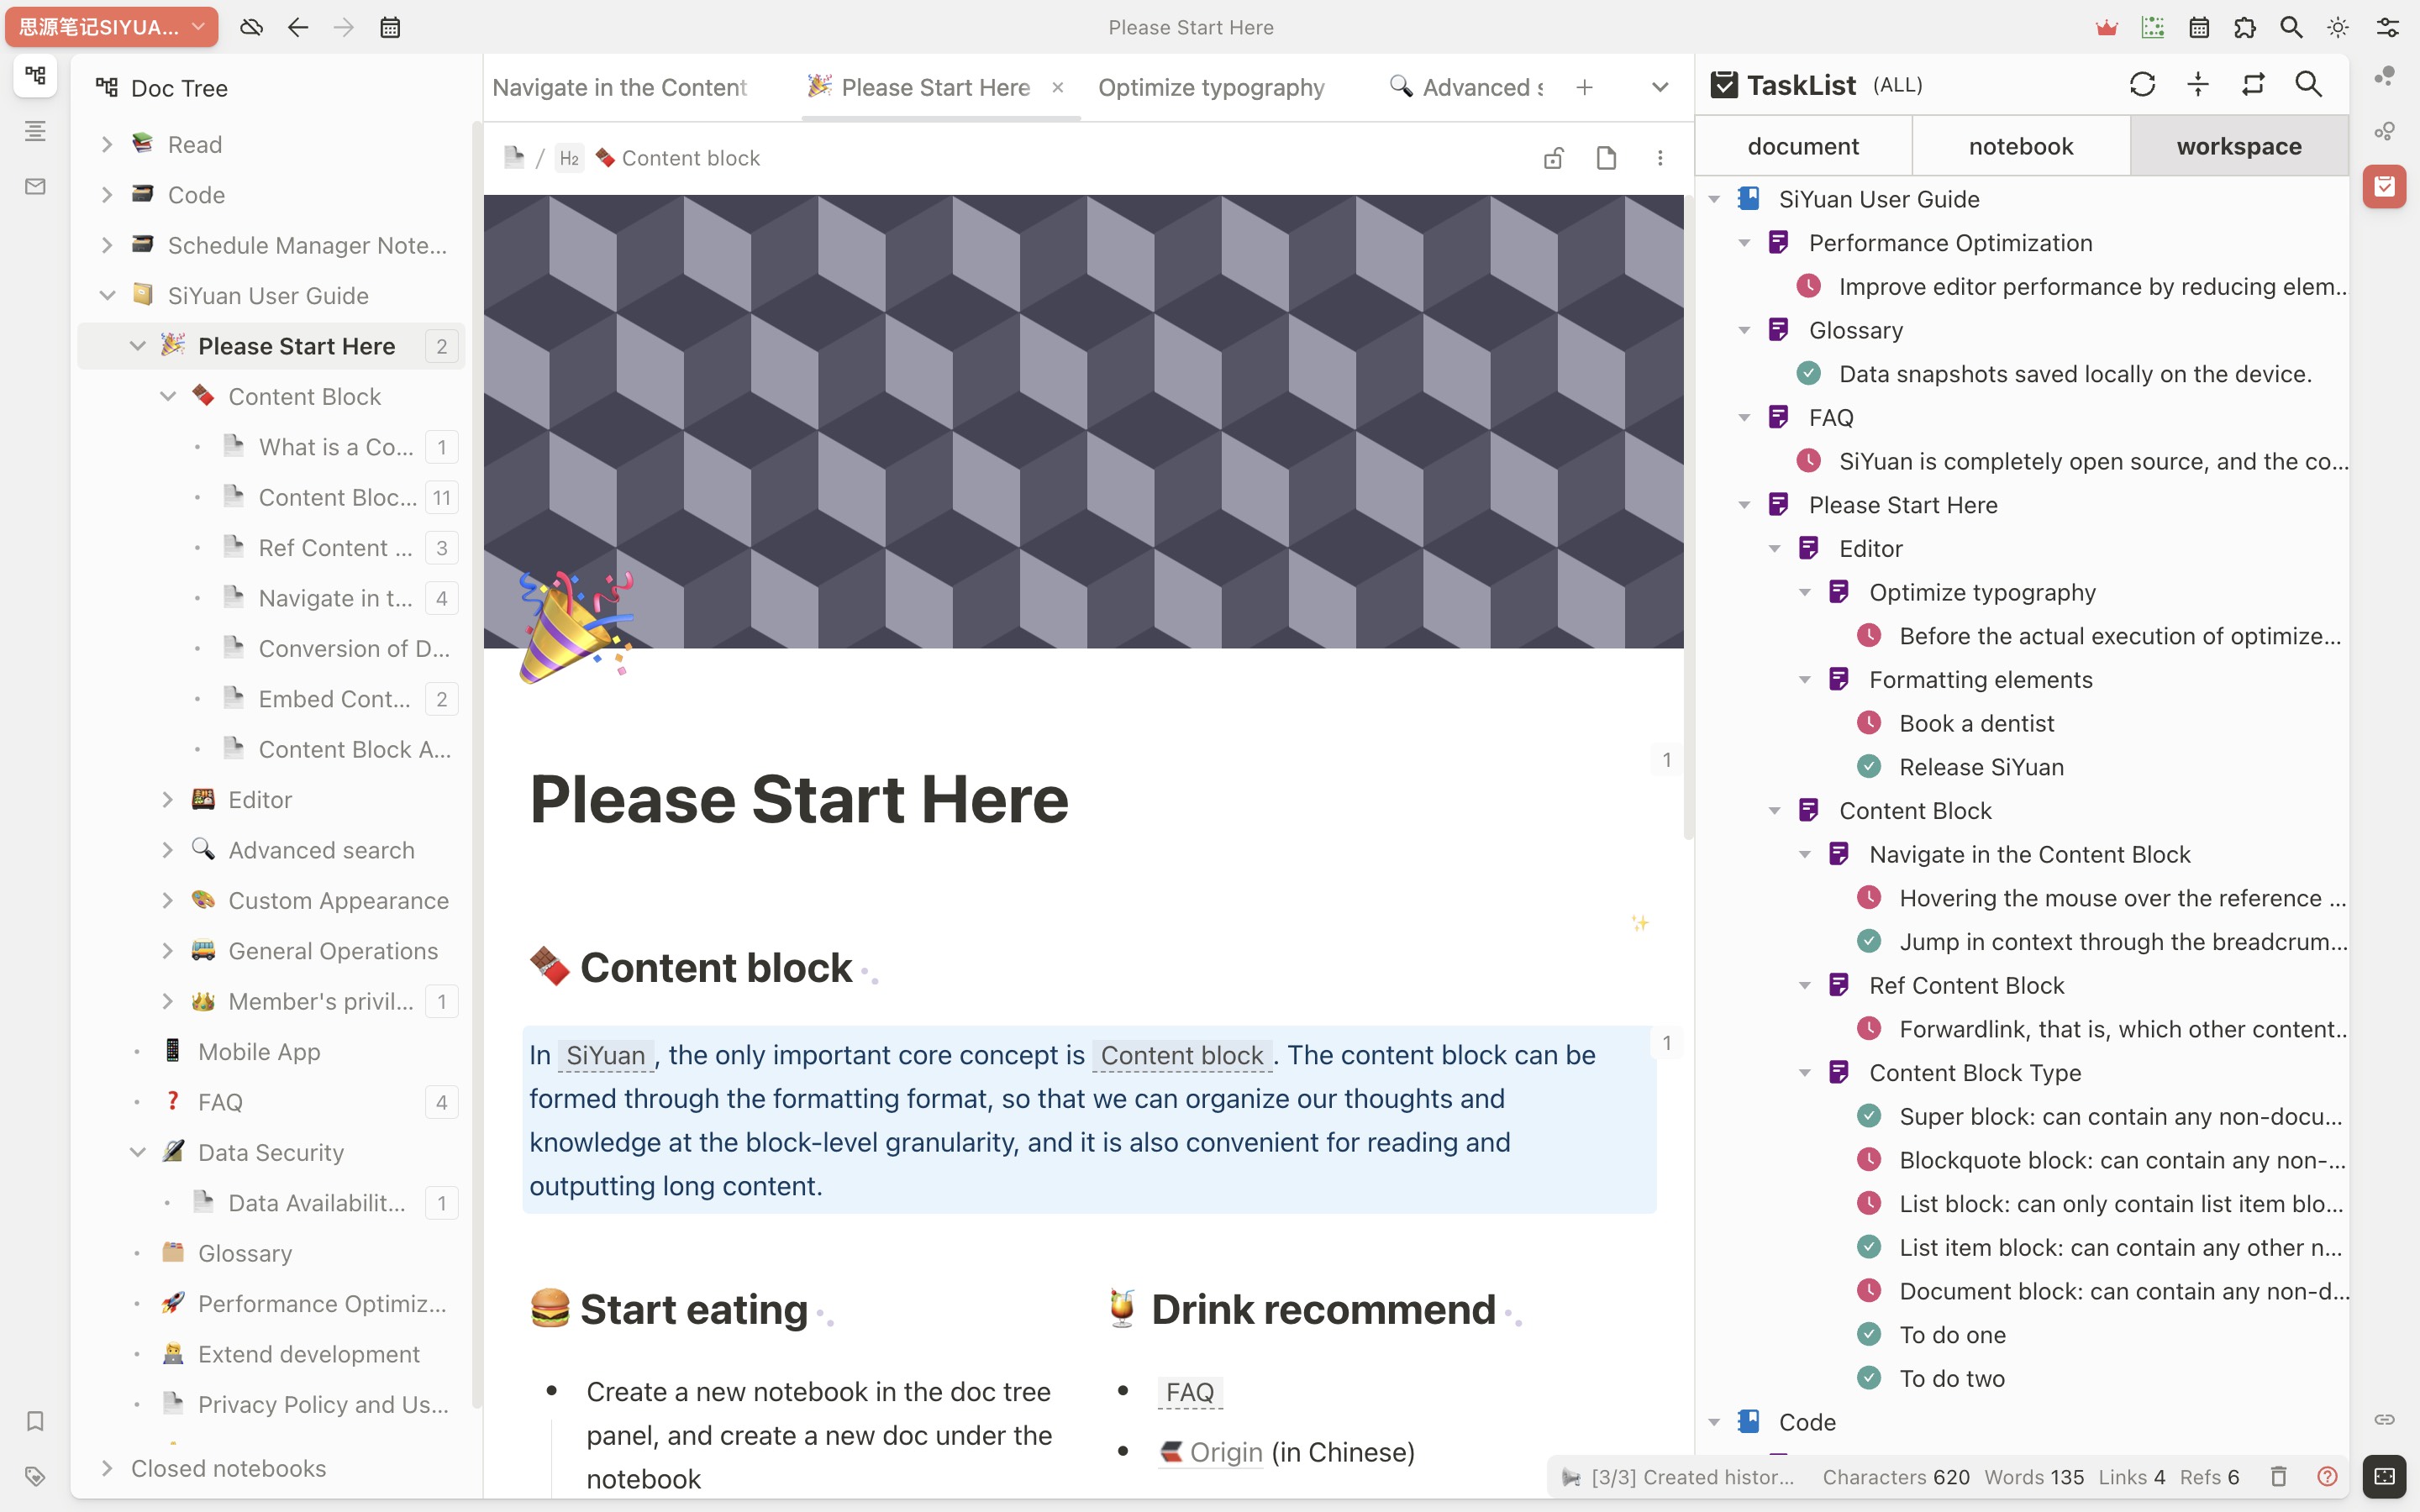 思源笔记SIYUA...
Please Start Here
Doc Tree
Read
Code
Schedule Manager Note...
SiYuan User Guide
Please Start Here 2
Content Block
What is a Co... 1
Content Bloc... 11
Ref Content ... 3
Navigate in t... 4
Conversion of D...
Embed Cont... 2
Content Block A...
Editor
Advanced search
Custom Appearance
General Operations
Member's privil... 1
Mobile App
FAQ 4
Data Security
Data Availabilit... 1
Glossary
Performance Optimiz...
Extend development
Privacy Policy and Us...
Closed notebooks
Navigate in the Content
Please Start Here
Optimize typography
Advanced s
/ H2 Content block
1
Please Start Here
Content block
In SiYuan, the only important core concept is Content block. The content block can be
formed through the formatting format, so that we can organize our thoughts and
knowledge at the block-level granularity, and it is also convenient for reading and
outputting long content.
1
Start eating
Create a new notebook in the doc tree
panel, and create a new doc under the
notebook
Drink recommend
FAQ
Origin (in Chinese)
TaskList (ALL)
document notebook workspace
SiYuan User Guide
Performance Optimization
Improve editor performance by reducing elem...
Glossary
Data snapshots saved locally on the device.
FAQ
SiYuan is completely open source, and the co...
Please Start Here
Editor
Optimize typography
Before the actual execution of optimize...
Formatting elements
Book a dentist
Release SiYuan
Content Block
Navigate in the Content Block
Hovering the mouse over the reference ...
Jump in context through the breadcrum...
Ref Content Block
Forwardlink, that is, which other content...
Content Block Type
Super block: can contain any non-docu...
Blockquote block: can contain any non-...
List block: can only contain list item blo...
List item block: can contain any other n...
Document block: can contain any non-d...
To do one
To do two
Code
[3/3] Created histor... Characters 620 Words 135 Links 4 Refs 6